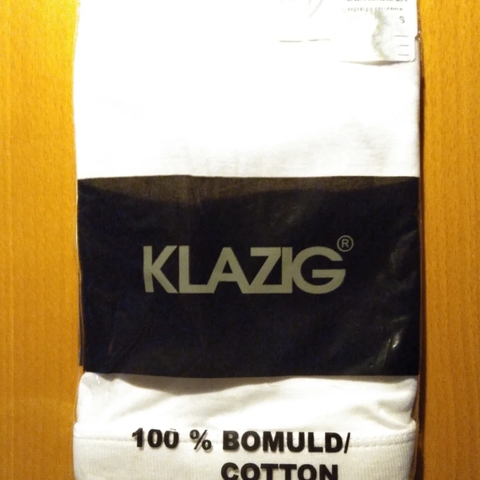 S
KLAZIG®
100 % BOMULD/
COTTON